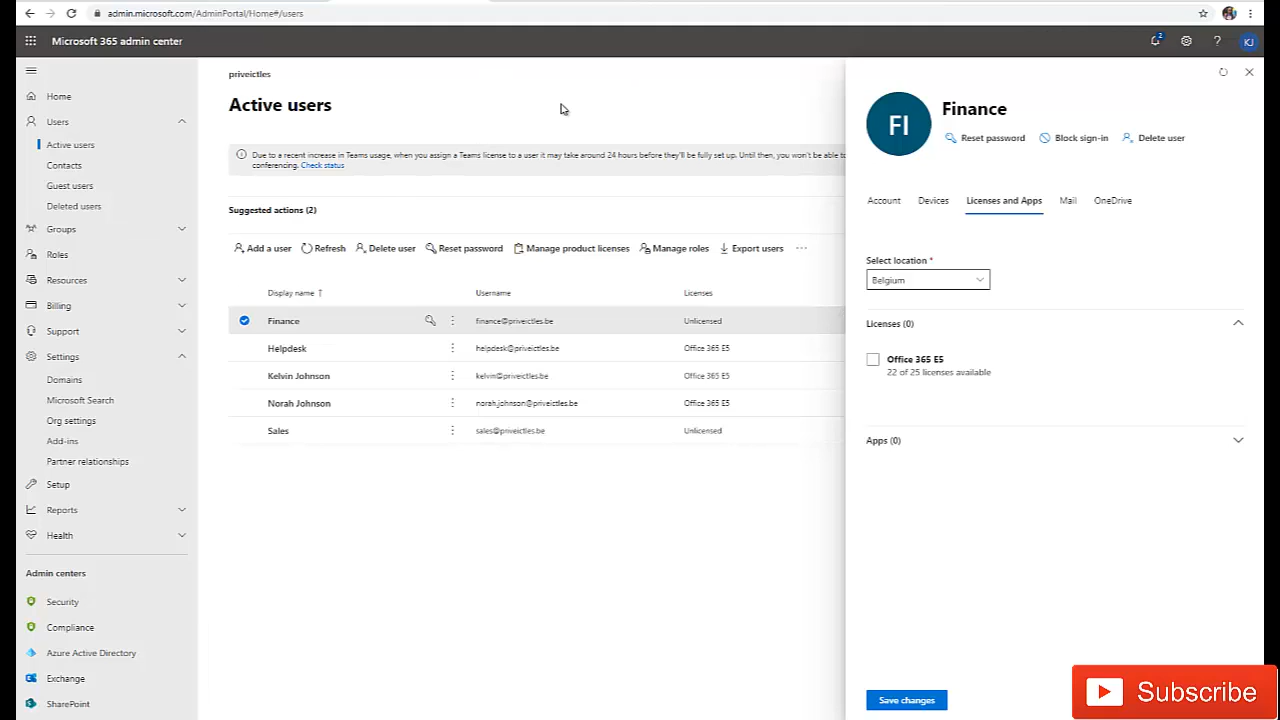 admin.microsoft.com/AdminPortal/Home#/users
Microsoft 365 admin center
2
?
KJ
Home
Users
Active users
Contacts
Guest users
Deleted users
Groups
Roles
Resources
Billing
Support
Settings
Domains
Microsoft Search
Org settings
Add-ins
Partner relationships
Setup
Reports
Health
Admin centers
Security
Compliance
Azure Active Directory
Exchange
SharePoint
priveictles
Active users
Due to a recent increase in Teams usage, when you assign a Teams license to a user it may take around 24 hours before they'll be fully set up. Until then, you won't be able to
conferencing. Check status
Suggested actions (2)
Add a user Refresh Delete user Reset password Manage product licenses Manage roles Export users ...
Display name ↑ Username Licenses
Finance finance@priveictles.be Unlicensed
Helpdesk helpdesk@priveictles.be Office 365 E5
Kelvin Johnson kelvin@priveictles.be Office 365 E5
Norah Johnson norah.johnson@priveictles.be Office 365 E5
Sales sales@priveictles.be Unlicensed
FI
Finance
Reset password Block sign-in Delete user
Account Devices Licenses and Apps Mail OneDrive
Select location *
Belgium
Licenses (0)
Office 365 E5
22 of 25 licenses available
Apps (0)
Save changes
Subscribe